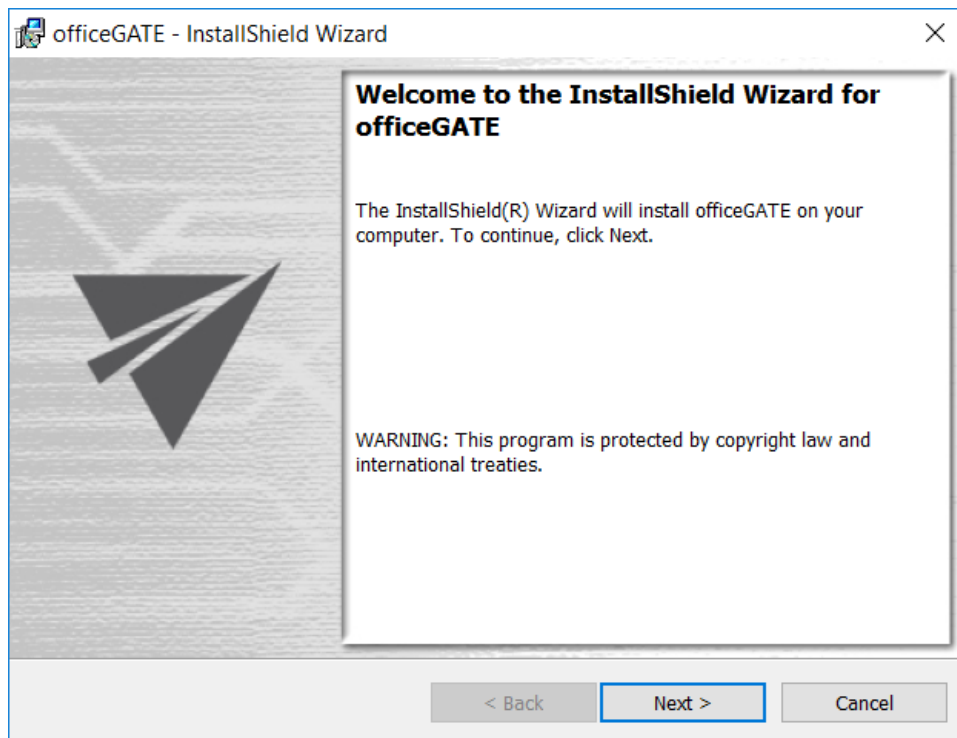 officeGATE - InstallShield Wizard
Welcome to the InstallShield Wizard for
officeGATE
The InstallShield(R) Wizard will install officeGATE on your
computer. To continue, click Next.
WARNING: This program is protected by copyright law and
international treaties.
< Back
Next >
Cancel